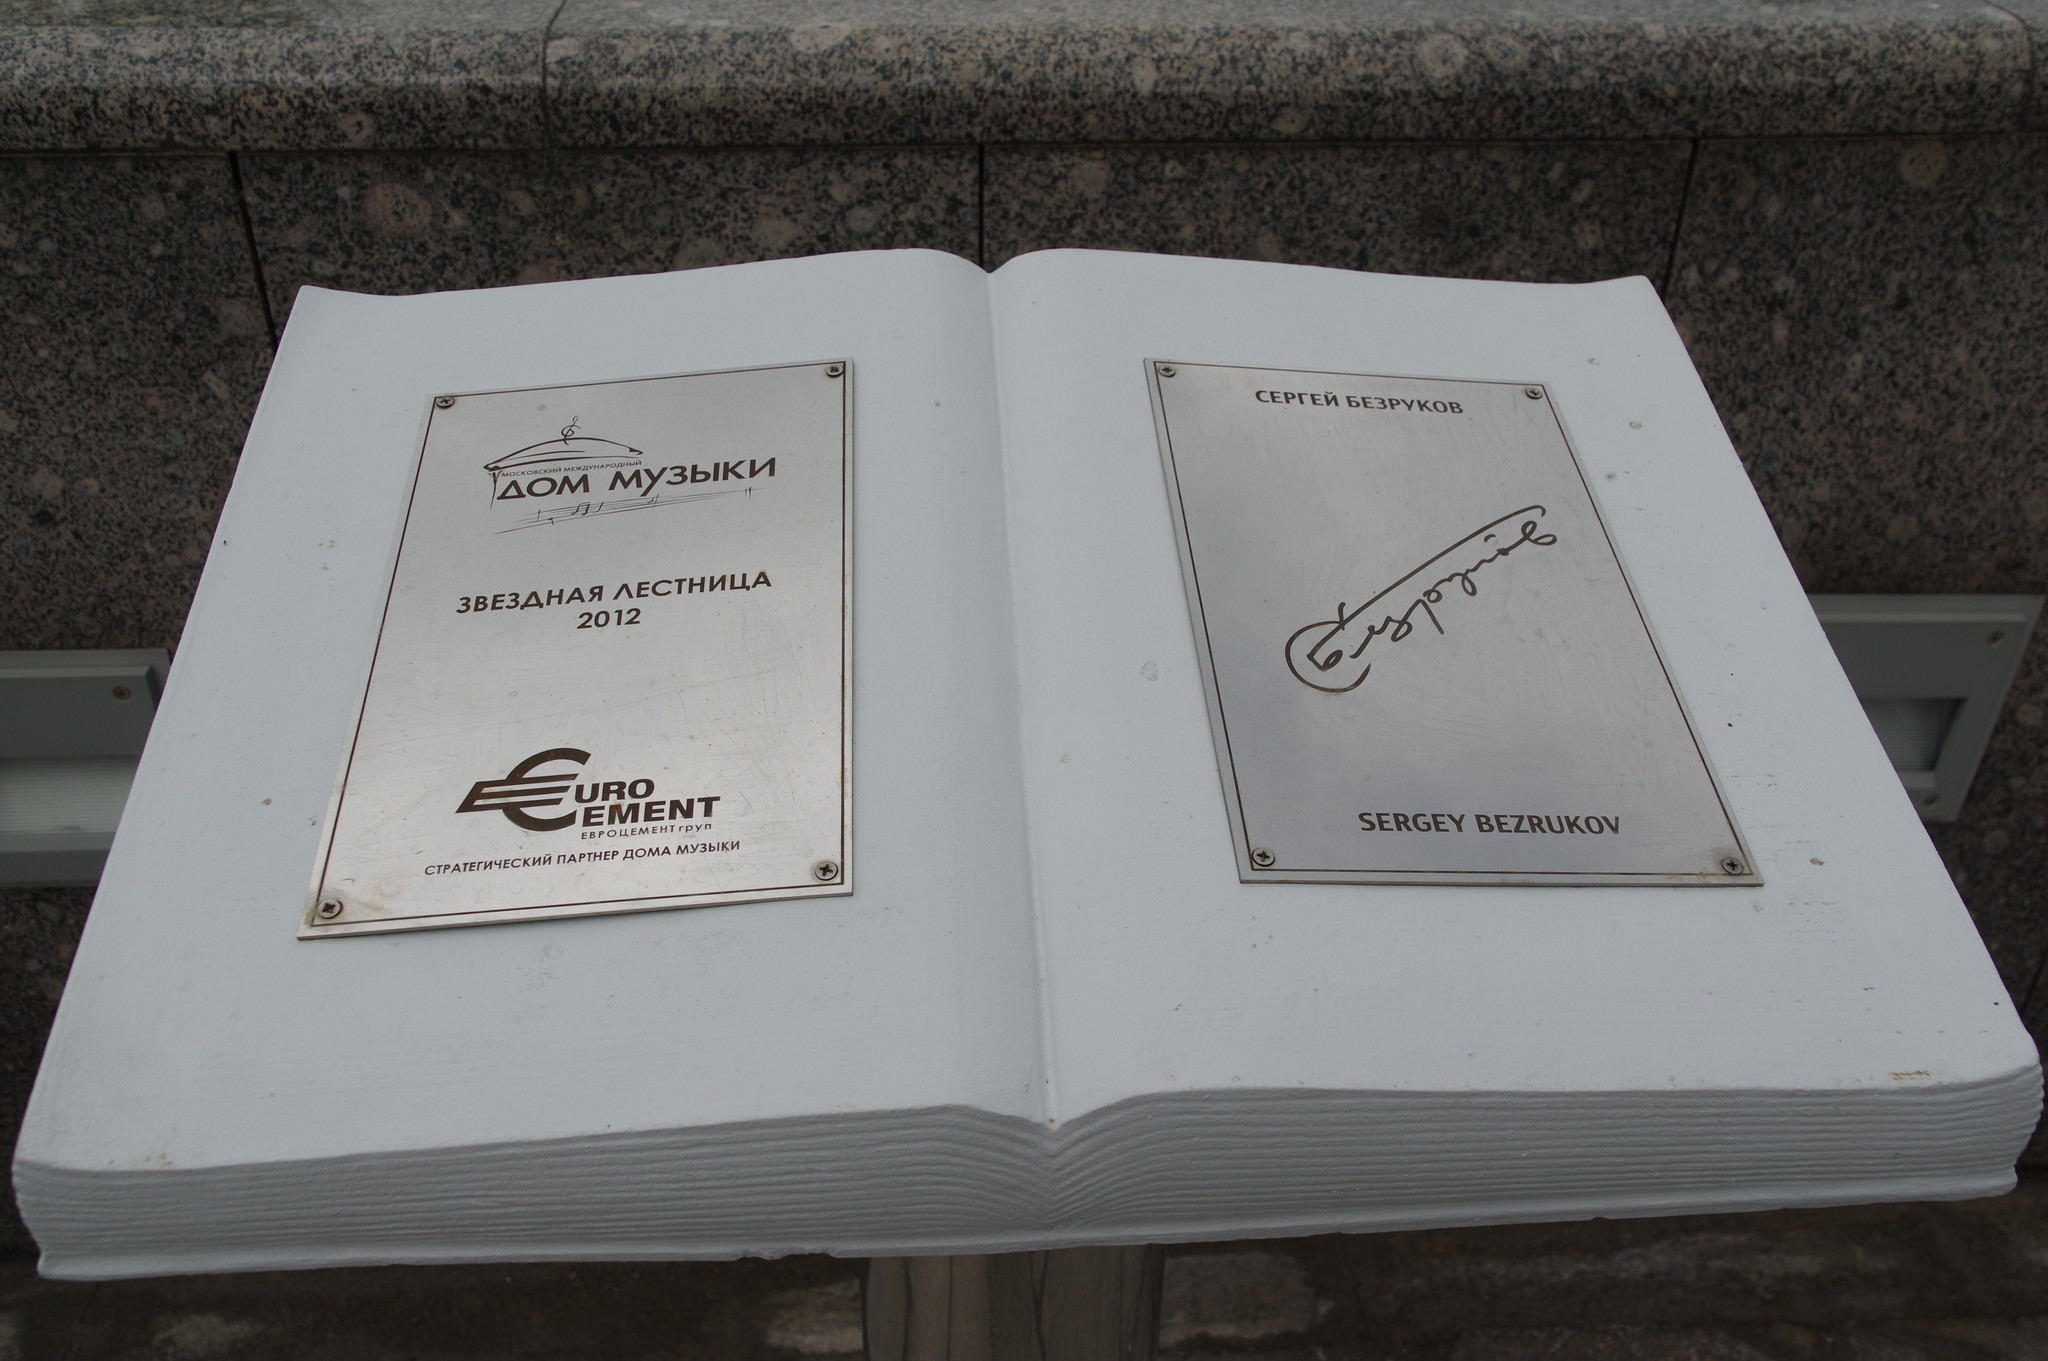 МОСКОВСКИЙ МЕЖДУНАРОДНЫЙ
ДОМ МУЗЫКИ
ЗВЕЗДНАЯ ЛЕСТНИЦА
2012
EURO
CEMENT
ЕВРОЦЕМЕНТ груп
СТРАТЕГИЧЕСКИЙ ПАРТНЕР ДОМА МУЗЫКИ
СЕРГЕЙ БЕЗРУКОВ
Безруков
SERGEY BEZRUKOV